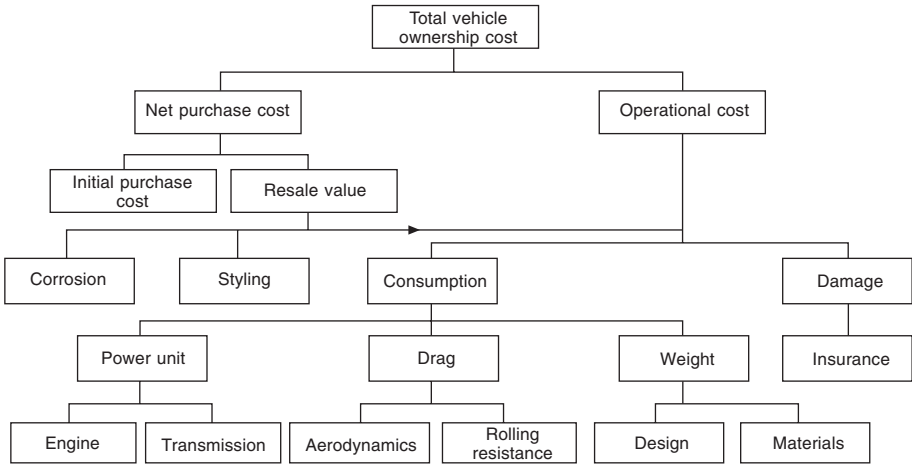 Total vehicle
ownership cost
Net purchase cost
Operational cost
Initial purchase
cost
Resale value
Corrosion
Styling
Consumption
Damage
Power unit
Drag
Weight
Insurance
Engine
Transmission
Aerodynamics
Rolling
resistance
Design
Materials